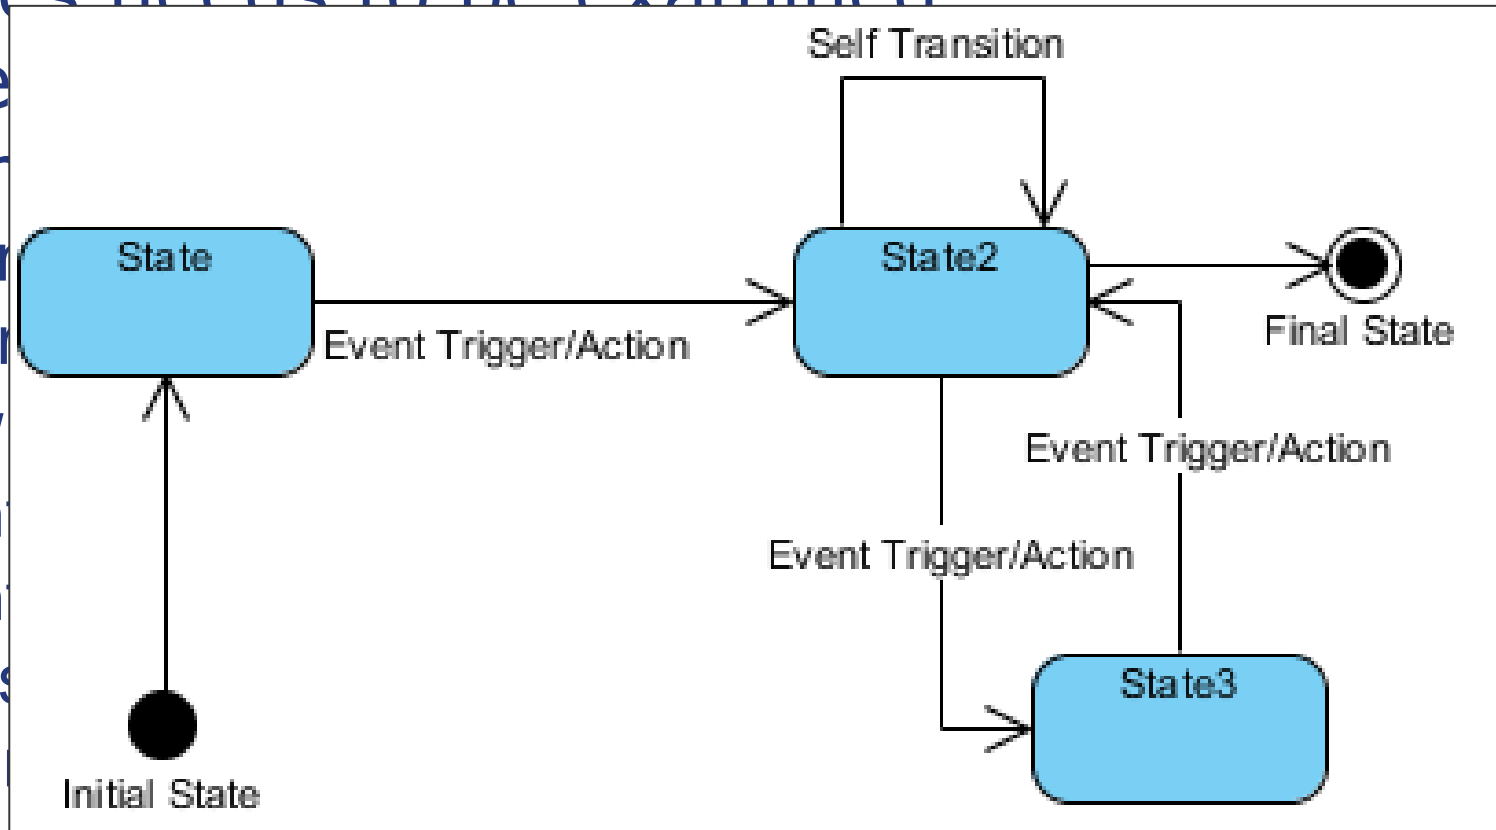 Self Transition
State
State2
Event Trigger/Action
Final State
Event Trigger/Action
Event Trigger/Action
State3
Initial State